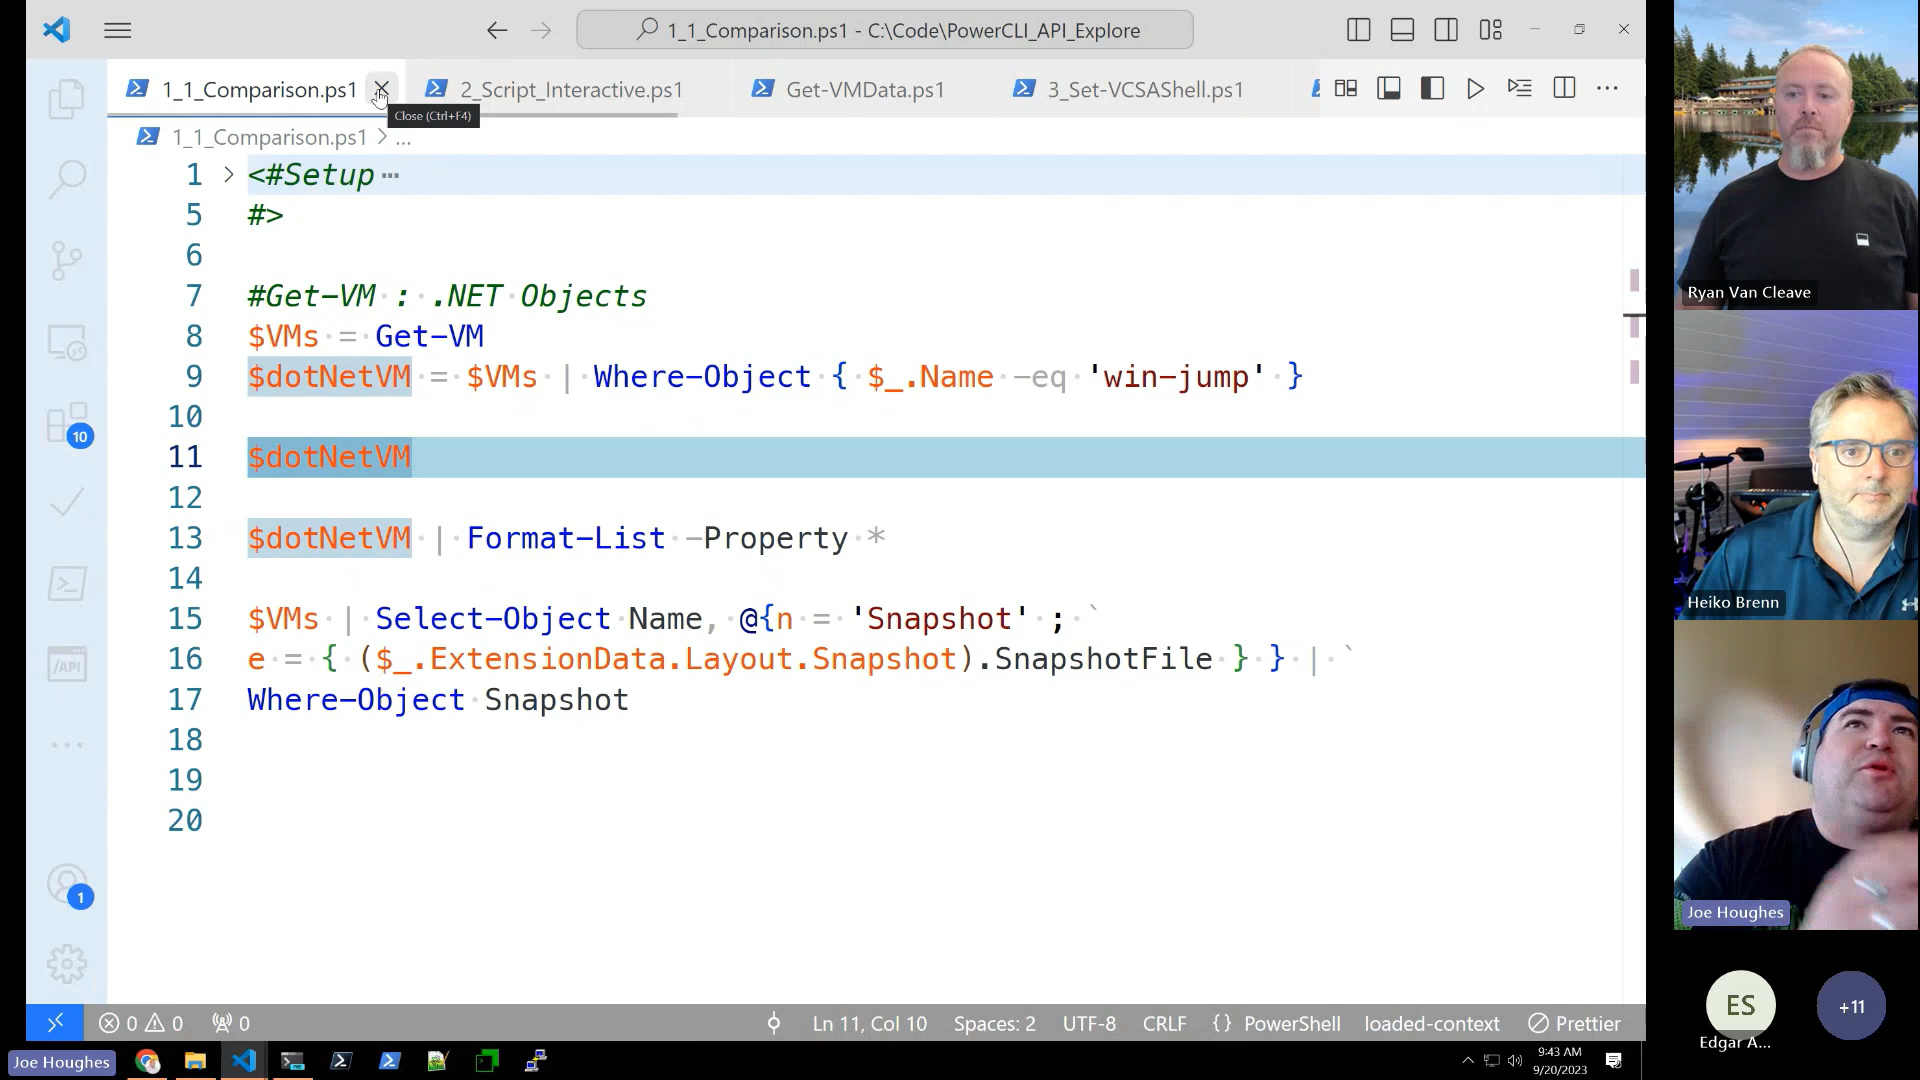 1_1_Comparison.ps1 - C:\Code\PowerCLI_API_Explore
1_1_Comparison.ps1
2_Script_Interactive.ps1
Get-VMData.ps1
3_Set-VCSAShell.ps1
Close (Ctrl+F4)
1_1_Comparison.ps1 > ...
1 <#Setup ...
5 #>
6
7 #Get-VM : .NET Objects
8 $VMs = Get-VM
9 $dotNetVM = $VMs | Where-Object { $_.Name -eq 'win-jump' }
10
11 $dotNetVM
12
13 $dotNetVM | Format-List -Property *
14
15 $VMs | Select-Object Name, @{n = 'Snapshot' ; `
16 e = { ($_.ExtensionData.Layout.Snapshot).SnapshotFile } } | `
17 Where-Object Snapshot
18
19
20
10
/API
1
0 0 0 Ln 11, Col 10 Spaces: 2 UTF-8 CRLF {} PowerShell loaded-context Prettier
Joe Houghes
9:43 AM
9/20/2023
Ryan Van Cleave
Heiko Brenn
Joe Houghes
ES
Edgar A...
+11